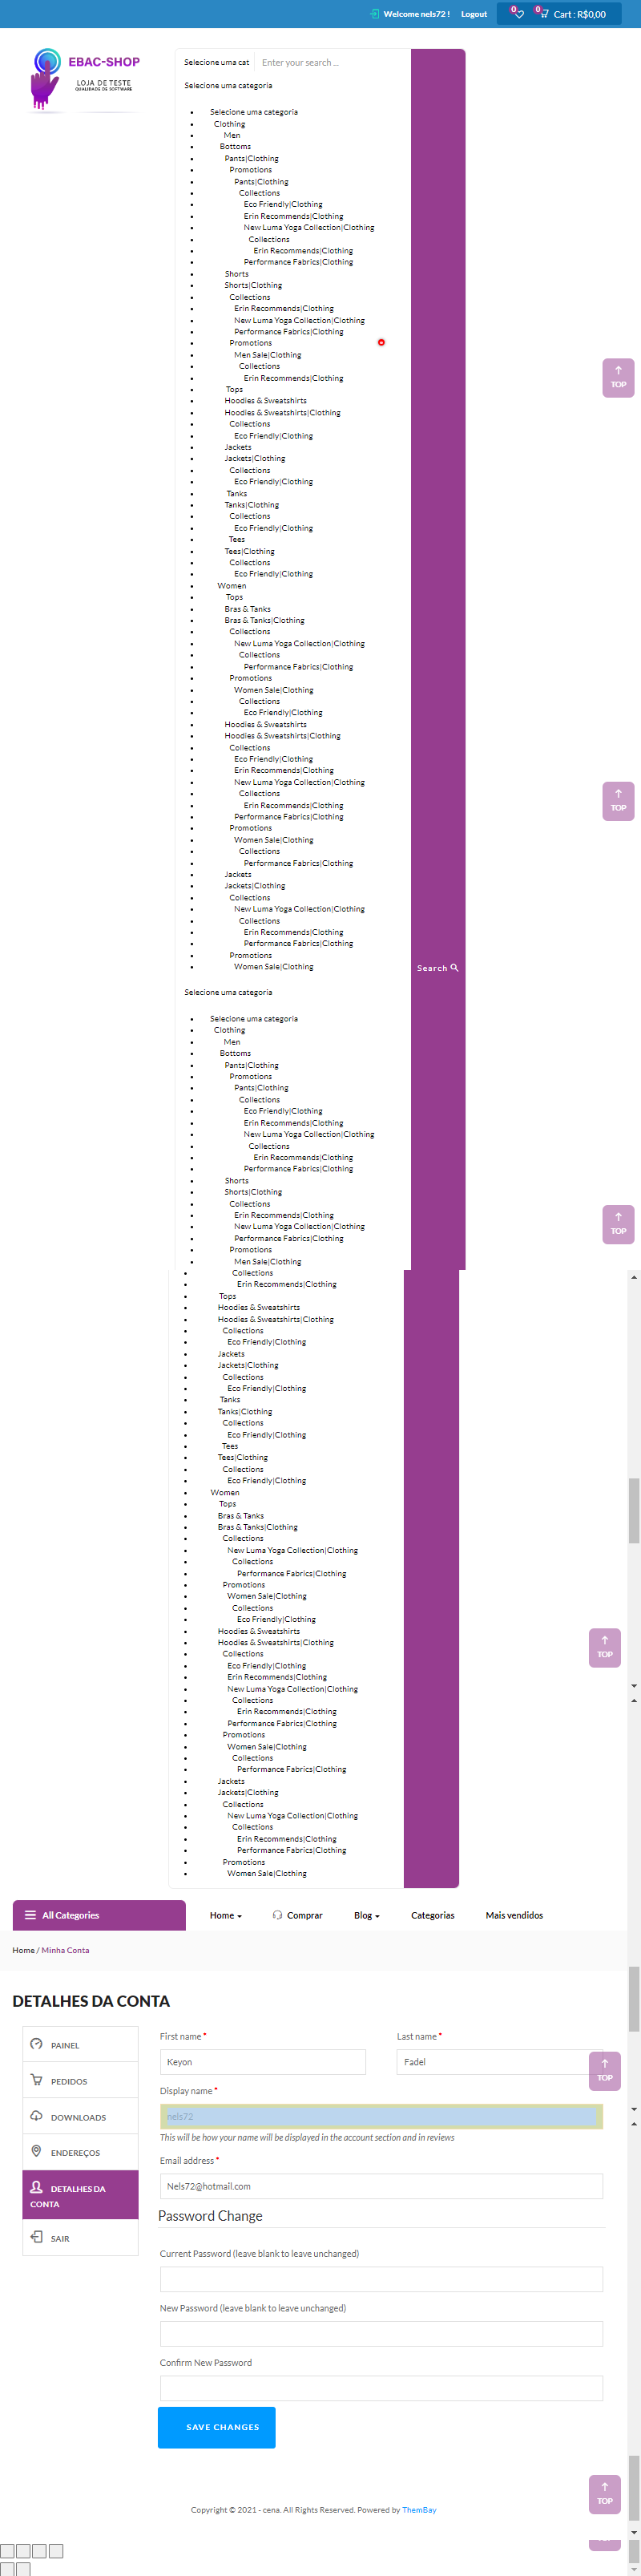 Welcome nels72 ! Logout 0 0 Cart : R$0,00
EBAC-SHOP
LOJA DE TESTE
QUALIDADE DE SOFTWARE
Selecione uma cat Enter your search ...
Selecione uma categoria
Selecione uma categoria
Clothing
Men
Bottoms
Pants|Clothing
Promotions
Pants|Clothing
Collections
Eco Friendly|Clothing
Erin Recommends|Clothing
New Luma Yoga Collection|Clothing
Collections
Erin Recommends|Clothing
Performance Fabrics|Clothing
Shorts
Shorts|Clothing
Collections
Erin Recommends|Clothing
New Luma Yoga Collection|Clothing
Performance Fabrics|Clothing
Promotions
Men Sale|Clothing
Collections
Erin Recommends|Clothing
TOP
Tops
Hoodies & Sweatshirts
Hoodies & Sweatshirts|Clothing
Collections
Eco Friendly|Clothing
Jackets
Jackets|Clothing
Collections
Eco Friendly|Clothing
Tanks
Tanks|Clothing
Collections
Eco Friendly|Clothing
Tees
Tees|Clothing
Collections
Eco Friendly|Clothing
Women
Tops
Bras & Tanks
Bras & Tanks|Clothing
Collections
New Luma Yoga Collection|Clothing
Collections
Performance Fabrics|Clothing
Promotions
Women Sale|Clothing
Collections
Eco Friendly|Clothing
Hoodies & Sweatshirts
Hoodies & Sweatshirts|Clothing
Collections
Eco Friendly|Clothing
Erin Recommends|Clothing
New Luma Yoga Collection|Clothing
Collections
Erin Recommends|Clothing
TOP
Performance Fabrics|Clothing
Promotions
Women Sale|Clothing
Collections
Performance Fabrics|Clothing
Jackets
Jackets|Clothing
Collections
New Luma Yoga Collection|Clothing
Collections
Erin Recommends|Clothing
Performance Fabrics|Clothing
Promotions
Women Sale|Clothing
Search
Selecione uma categoria
Selecione uma categoria
Clothing
Men
Bottoms
Pants|Clothing
Promotions
Pants|Clothing
Collections
Eco Friendly|Clothing
Erin Recommends|Clothing
New Luma Yoga Collection|Clothing
Collections
Erin Recommends|Clothing
Performance Fabrics|Clothing
Shorts
Shorts|Clothing
Collections
Erin Recommends|Clothing
New Luma Yoga Collection|Clothing
TOP
Performance Fabrics|Clothing
Promotions
Men Sale|Clothing
Collections
Erin Recommends|Clothing
Tops
Hoodies & Sweatshirts
Hoodies & Sweatshirts|Clothing
Collections
Eco Friendly|Clothing
Jackets
Jackets|Clothing
Collections
Eco Friendly|Clothing
Tanks
Tanks|Clothing
Collections
Eco Friendly|Clothing
Tees
Tees|Clothing
Collections
Eco Friendly|Clothing
Women
Tops
Bras & Tanks
Bras & Tanks|Clothing
Collections
New Luma Yoga Collection|Clothing
Collections
Performance Fabrics|Clothing
Promotions
Women Sale|Clothing
Collections
Eco Friendly|Clothing
Hoodies & Sweatshirts
Hoodies & Sweatshirts|Clothing
Collections
TOP
Eco Friendly|Clothing
Erin Recommends|Clothing
New Luma Yoga Collection|Clothing
Collections
Erin Recommends|Clothing
Performance Fabrics|Clothing
Promotions
Women Sale|Clothing
Collections
Performance Fabrics|Clothing
Jackets
Jackets|Clothing
Collections
New Luma Yoga Collection|Clothing
Collections
Erin Recommends|Clothing
Performance Fabrics|Clothing
Promotions
Women Sale|Clothing
All Categories Home Comprar Blog Categorias Mais vendidos
Home / Minha Conta
DETALHES DA CONTA
PAINEL
PEDIDOS
DOWNLOADS
ENDEREÇOS
DETALHES DA
CONTA
SAIR
First name * Last name *
Keyon Fadel
TOP
Display name *
nels72
This will be how your name will be displayed in the account section and in reviews
Email address *
Nels72@hotmail.com
Password Change
Current Password (leave blank to leave unchanged)
New Password (leave blank to leave unchanged)
Confirm New Password
SAVE CHANGES
TOP
Copyright © 2021 - cena. All Rights Reserved. Powered by ThemBay